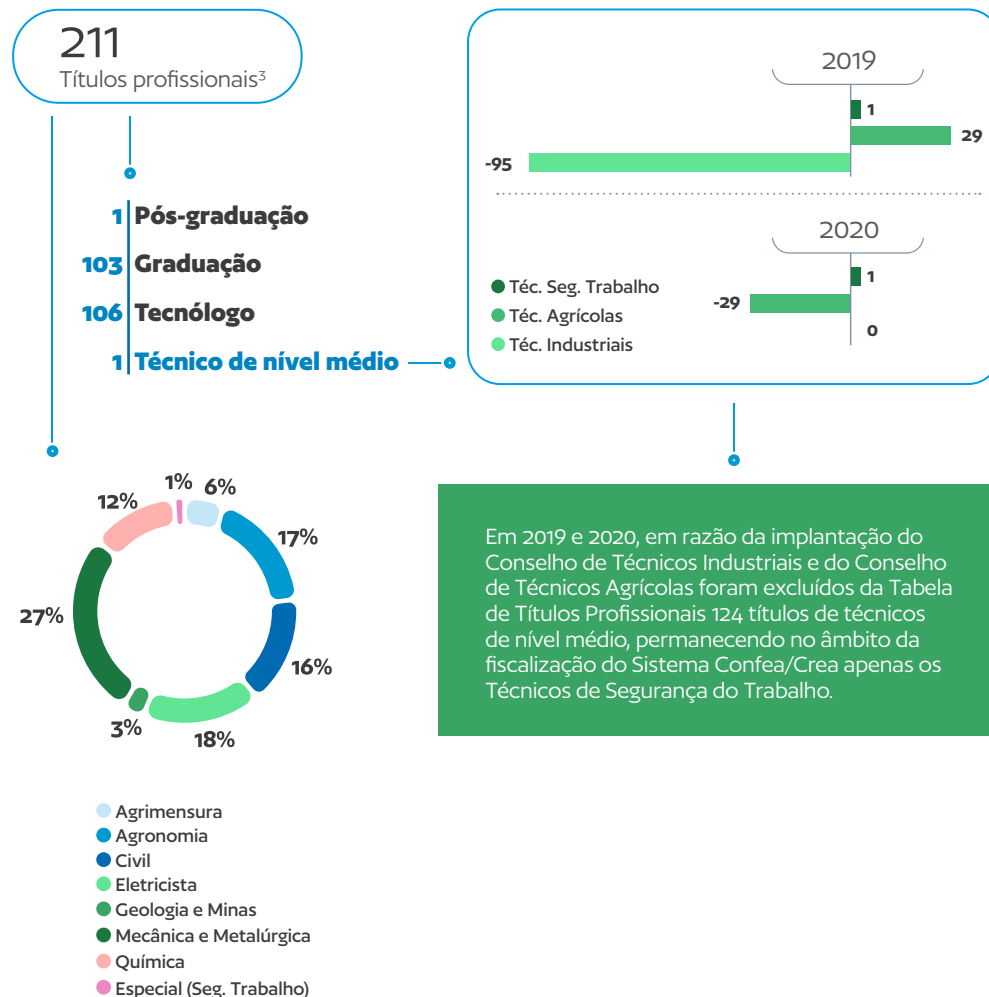 211
Títulos profissionais³
1 Pós-graduação
103 Graduação
106 Tecnólogo
1 Técnico de nível médio
2019
1
29
-95
2020
1
-29
0
Téc. Seg. Trabalho
Téc. Agrícolas
Téc. Industriais
1%
6%
12%
17%
27%
16%
3%
18%
Em 2019 e 2020, em razão da implantação do
Conselho de Técnicos Industriais e do Conselho
de Técnicos Agrícolas foram excluídos da Tabela
de Títulos Profissionais 124 títulos de técnicos
de nível médio, permanecendo no âmbito da
fiscalização do Sistema Confea/Crea apenas os
Técnicos de Segurança do Trabalho.
Agrimensura
Agronomia
Civil
Eletricista
Geologia e Minas
Mecânica e Metalúrgica
Química
Especial (Seg. Trabalho)